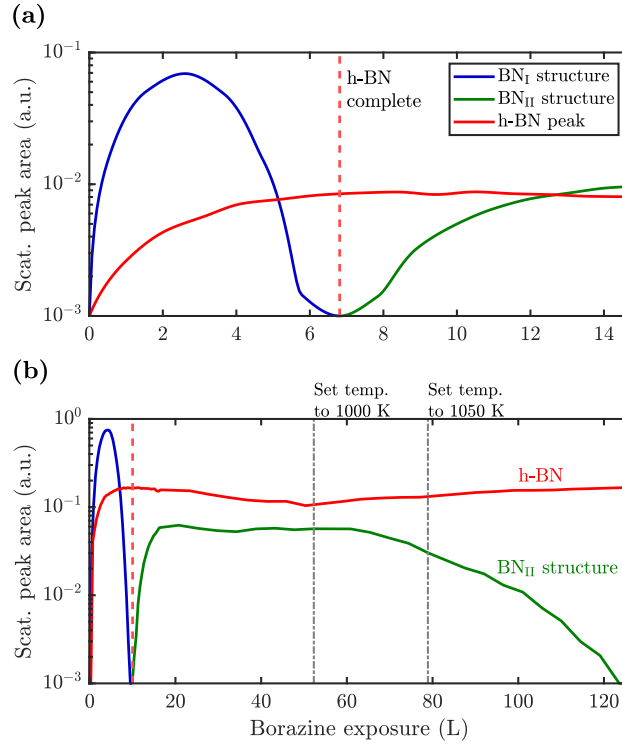 (a)
10⁻¹
10⁻²
10⁻³
Scat. peak area (a.u.)
h-BN
complete
BN_I structure
BN_II structure
h-BN peak
0 2 4 6 8 10 12 14
(b)
Set temp.
to 1000 K
Set temp.
to 1050 K
10⁰
10⁻¹
10⁻²
10⁻³
Scat. peak area (a.u.)
h-BN
BN_II structure
0 20 40 60 80 100 120
Borazine exposure (L)